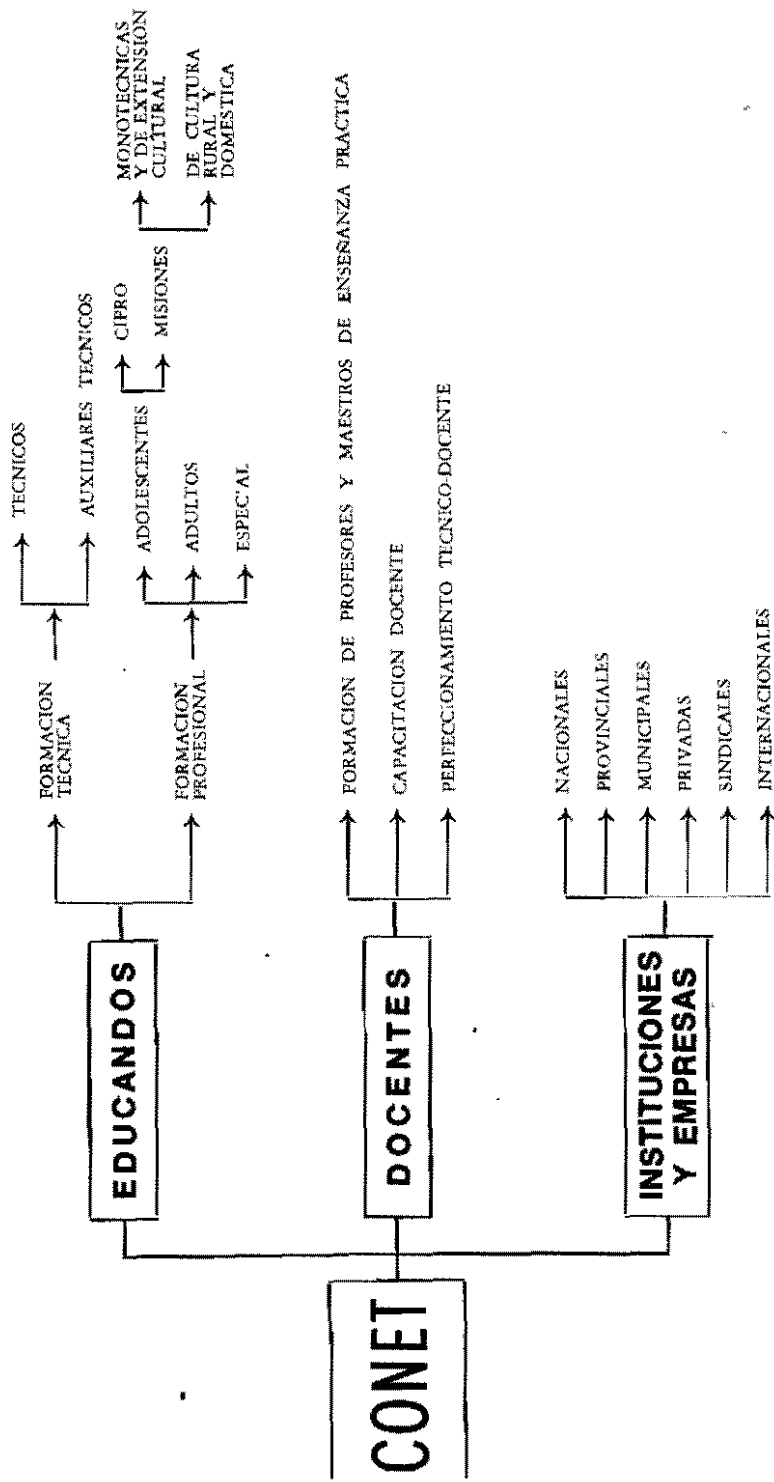 CONET
EDUCANDOS
FORMACION
TECNICA
TECNICOS
AUXILIARES TECNICOS
FORMACION
PROFESIONAL
ADOLESCENTES
CIPRO
MISIONES
MONOTECNICAS
Y DE EXTENSION
CULTURAL
DE CULTURA
RURAL Y
DOMESTICA
ADULTOS
ESPEC'AL
DOCENTES
FORMACION DE PROFESORES Y MAESTROS DE ENSEÑANZA PRACTICA
CAPACITACION DOCENTE
PERFECCIONAMIENTO TECNICO-DOCENTE
INSTITUCIONES
Y EMPRESAS
NACIONALES
PROVINCIALES
MUNICIPALES
PRIVADAS
SINDICALES
INTERNACIONALES